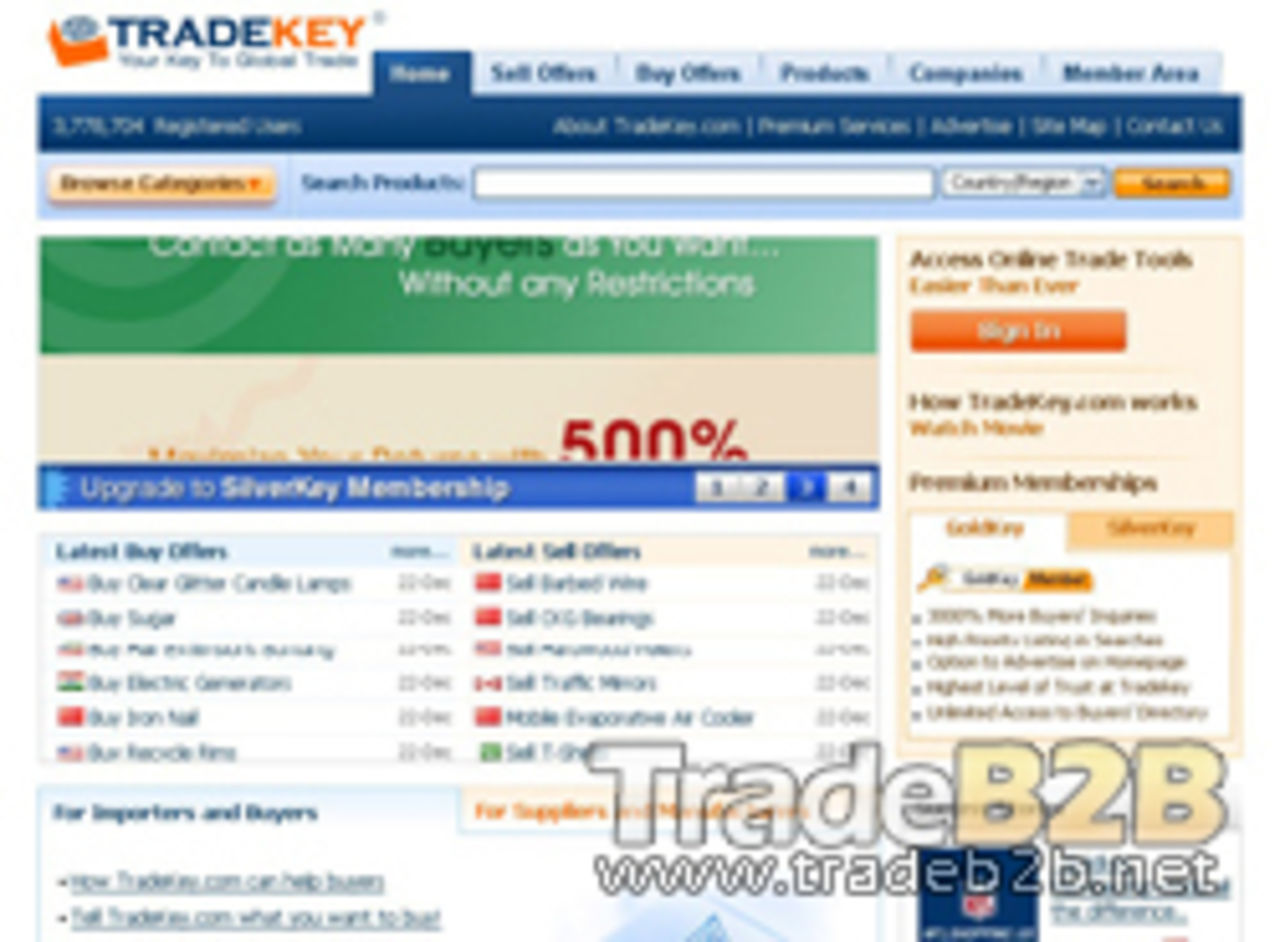 TRADEKEY
Your Key To Global Trade
Home
Sell Offers
Buy Offers
Products
Companies
Member Area
3,778,704 Registered Users
About TradeKey.com | Premium Services | Advertise | Site Map | Contact Us
Browse Categories
Search Products:
Country/Region
Search
Contact as Many Buyers as You Want...
Without any Restrictions
500%
Upgrade to SilverKey Membership
1 2 3 4
Access Online Trade Tools
Easier Than Ever
Sign In
How TradeKey.com works
Watch Movie
Premium Memberships
GoldKey
SilverKey
GoldKey Member
3000% More Buyers' Inquiries
High Priority Listing in Searches
Option to Advertise on Homepage
Highest Level of Trust at TradeKey
Unlimited Access to Buyers' Directory
Latest Buy Offers
more...
Buy Clear Glitter Candle Lamps
22-Dec
Buy Sugar
22-Dec
Buy
22-Dec
Buy Electric Generators
22-Dec
Buy Iron Nail
22-Dec
Buy Recycle Rims
22-Dec
Latest Sell Offers
more...
Sell Barbed Wire
22-Dec
Sell CKG Bearings
22-Dec
Sell
22-Dec
Sell Traffic Mirrors
22-Dec
Mobile Evaporative Air Cooler
22-Dec
Sell
TradeB2B
www.tradeb2b.net
For Importers and Buyers
For Suppliers and
How TradeKey.com can help buyers
Tell TradeKey.com what you want to buy!
the difference...